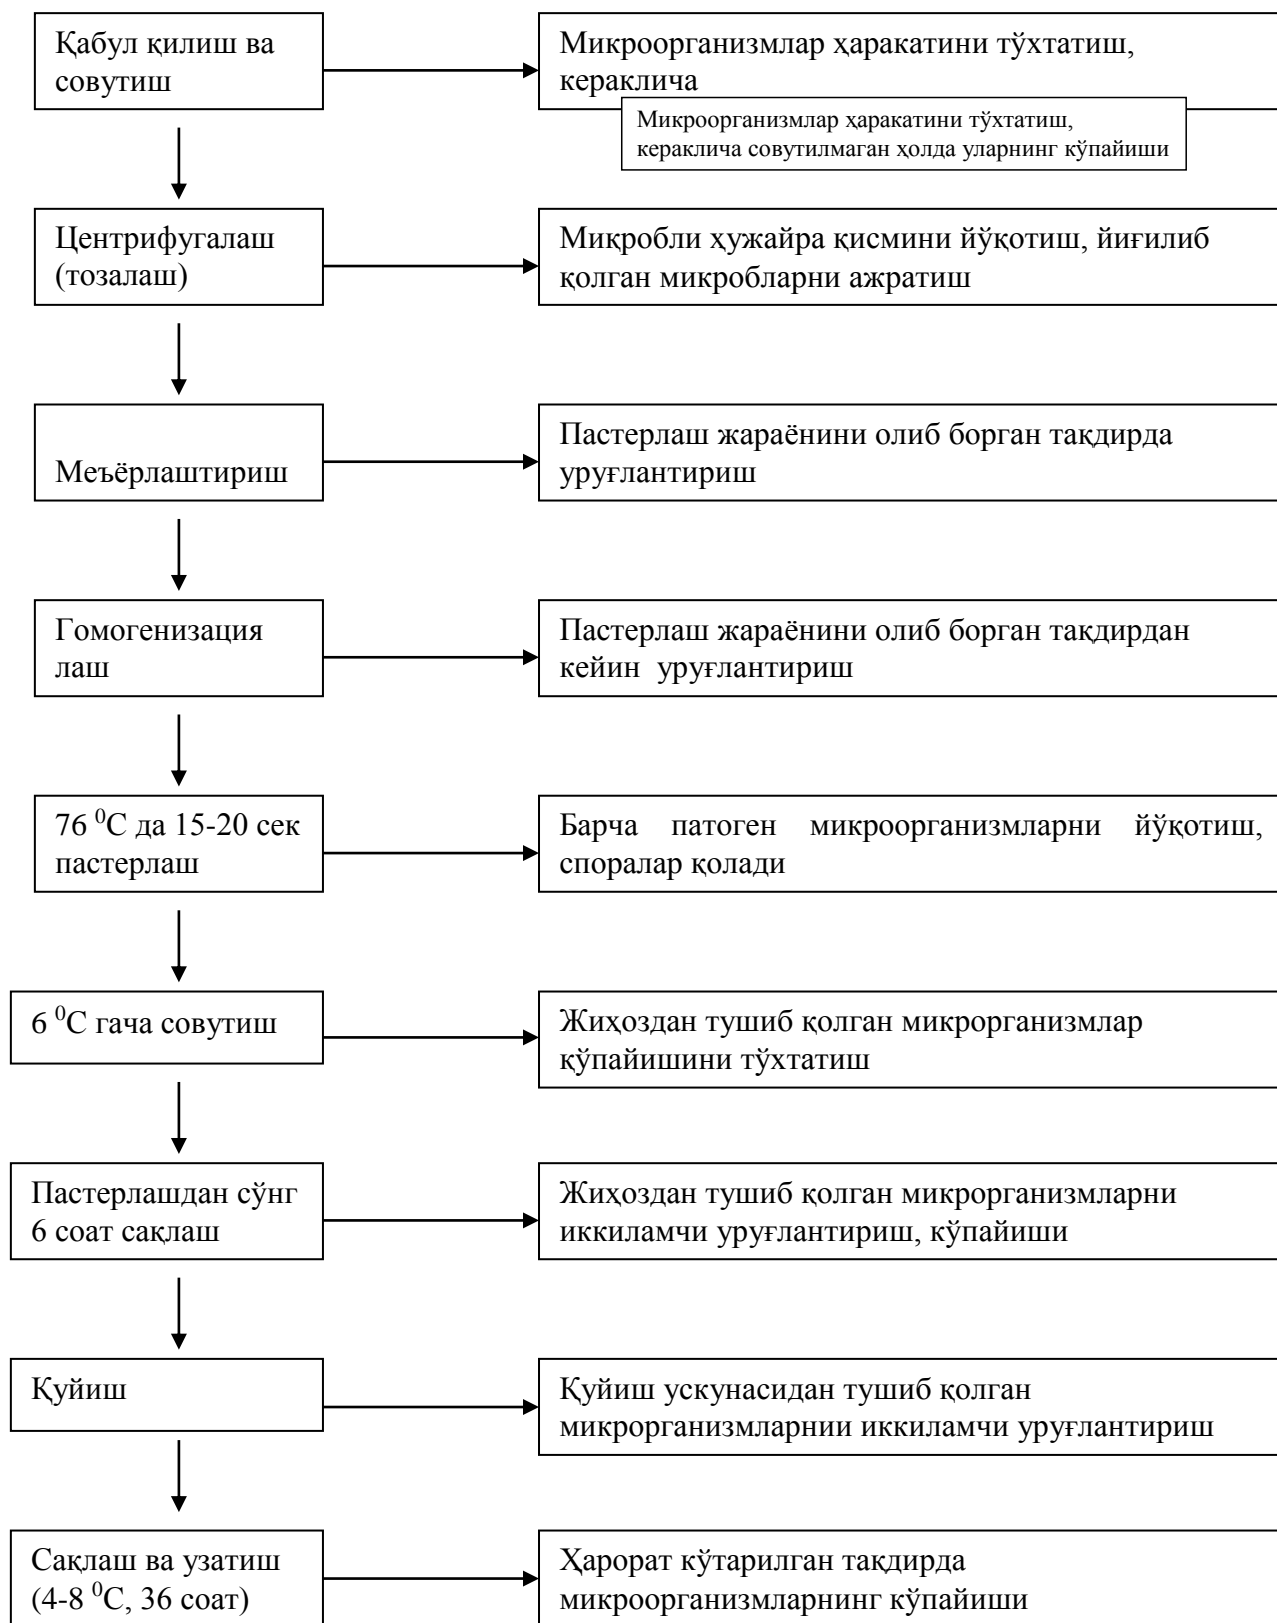 Қабул қилиш ва
совутиш
Микроорганизмлар ҳаракатини тўхтатиш,
кераклича
Микроорганизмлар ҳаракатини тўхтатиш,
кераклича совутилмаган ҳолда уларнинг кўпайиши
Центрифугалаш
(тозалаш)
Миқробли ҳужайра қисмини йўқотиш, йиғилиб
қолган микробларни ажратиш
Меъёрлаштириш
Пастерлаш жараёнини олиб борган тақдирда
уруғлантириш
Гомогенизация
лаш
Пастерлаш жараёнини олиб борган тақдирдан
кейин уруғлантириш
76 ⁰С да 15-20 сек
пастерлаш
Барча патоген микроорганизмларни йўқотиш,
споралар қолади
6 ⁰С гача совутиш
Жиҳоздан тушиб қолган микрорганизмлар
қўпайишини тўхтатиш
Пастерлашдан сўнг
6 соат сақлаш
Жиҳоздан тушиб қолган микрорганизмларни
иккиламчи уруғлантириш, кўпайиши
Қуйиш
Қуйиш ускунасидан тушиб қолган
микрорганизмларнии иккиламчи уруғлантириш
Сақлаш ва узатиш
(4-8 ⁰С, 36 соат)
Ҳарорат кўтарилган тақдирда
микроорганизмларнинг кўпайиши